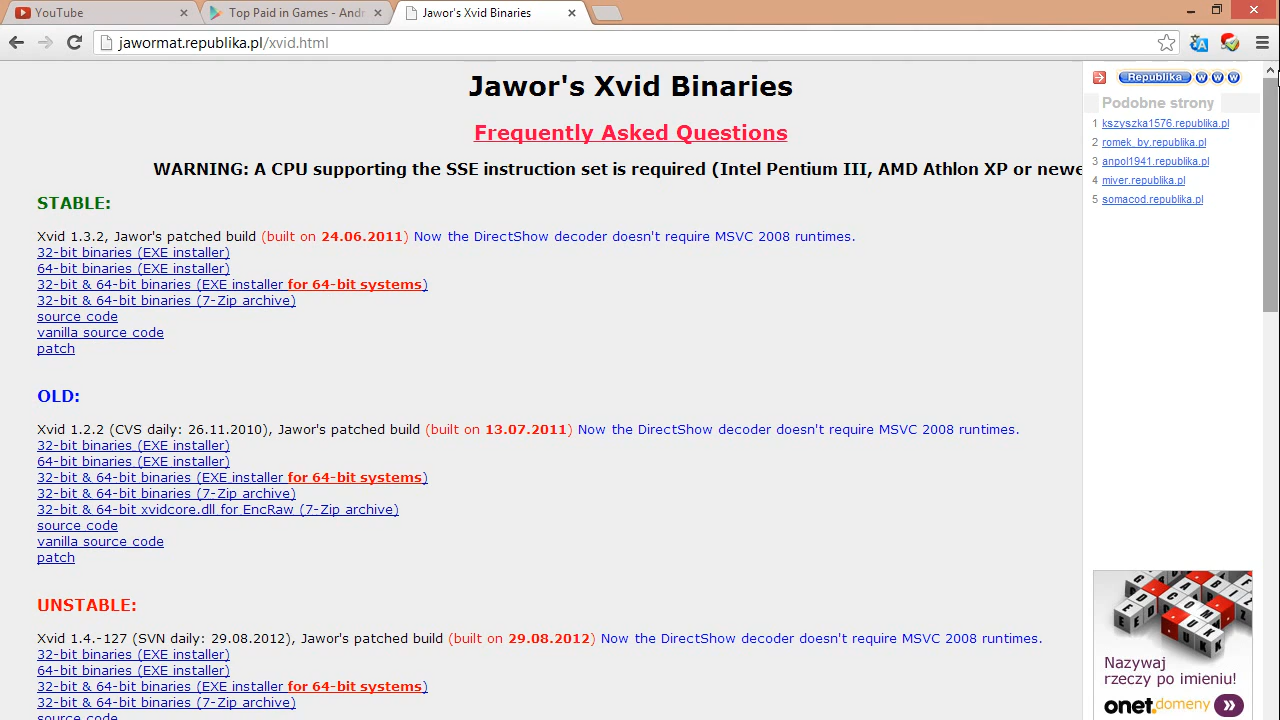 YouTube
Top Paid in Games - Andr
Jawor's Xvid Binaries
jawormat.republika.pl/xvid.html
Jawor's Xvid Binaries
Frequently Asked Questions
WARNING: A CPU supporting the SSE instruction set is required (Intel Pentium III, AMD Athlon XP or newe
STABLE:
Xvid 1.3.2, Jawor's patched build (built on 24.06.2011) Now the DirectShow decoder doesn't require MSVC 2008 runtimes.
32-bit binaries (EXE installer)
64-bit binaries (EXE installer)
32-bit & 64-bit binaries (EXE installer for 64-bit systems)
32-bit & 64-bit binaries (7-Zip archive)
source code
vanilla source code
patch
OLD:
Xvid 1.2.2 (CVS daily: 26.11.2010), Jawor's patched build (built on 13.07.2011) Now the DirectShow decoder doesn't require MSVC 2008 runtimes.
32-bit binaries (EXE installer)
64-bit binaries (EXE installer)
32-bit & 64-bit binaries (EXE installer for 64-bit systems)
32-bit & 64-bit binaries (7-Zip archive)
32-bit & 64-bit xvidcore.dll for EncRaw (7-Zip archive)
source code
vanilla source code
patch
UNSTABLE:
Xvid 1.4.-127 (SVN daily: 29.08.2012), Jawor's patched build (built on 29.08.2012) Now the DirectShow decoder doesn't require MSVC 2008 runtimes.
32-bit binaries (EXE installer)
64-bit binaries (EXE installer)
32-bit & 64-bit binaries (EXE installer for 64-bit systems)
32-bit & 64-bit binaries (7-Zip archive)
source code
Republika W W W
Podobne strony
1 kszyszka1576.republika.pl
2 romek_by.republika.pl
3 anpol1941.republika.pl
4 miver.republika.pl
5 somacod.republika.pl
Nazywaj
rzeczy po imieniu!
onet.domeny